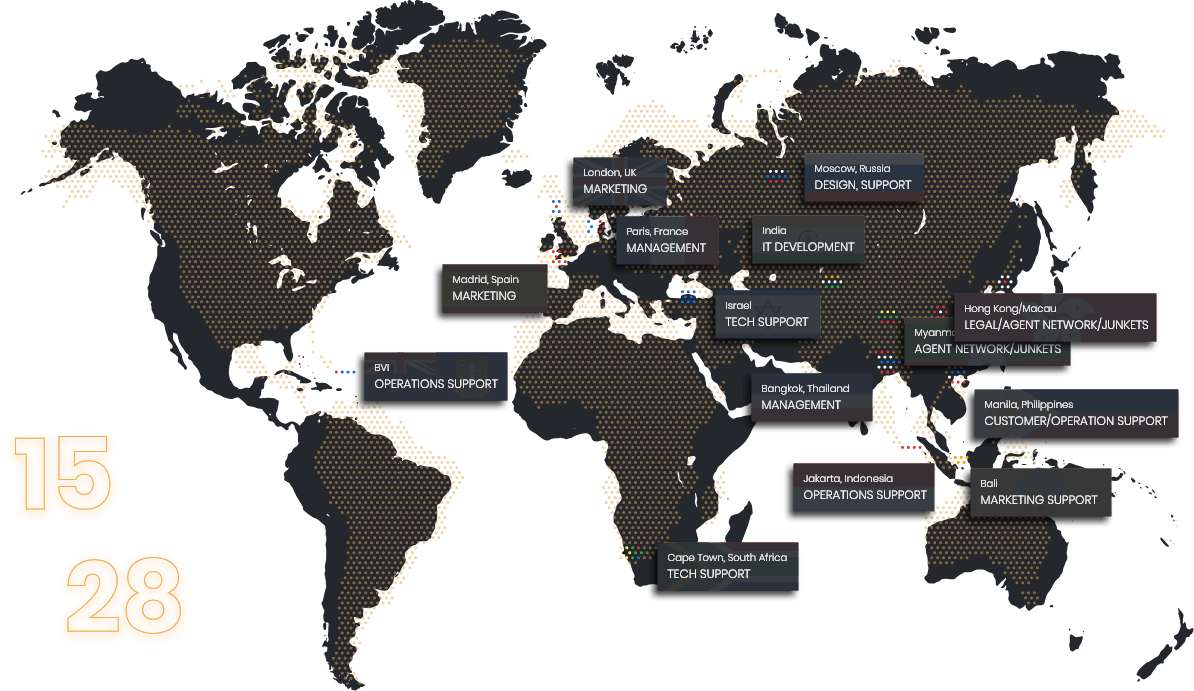 London, UK
MARKETING
Moscow, Russia
DESIGN, SUPPORT
Paris, France
MANAGEMENT
India
IT DEVELOPMENT
Madrid, Spain
MARKETING
Israel
TECH SUPPORT
Hong Kong/Macau
LEGAL/AGENT NETWORK/JUNKETS
AGENT NETWORK/JUNKETS
BVI
OPERATIONS SUPPORT
Bangkok, Thailand
MANAGEMENT
Manila, Philippines
CUSTOMER/OPERATION SUPPORT
15
Jakarta, Indonesia
OPERATIONS SUPPORT
Bali
MARKETING SUPPORT
Cape Town, South Africa
TECH SUPPORT
28